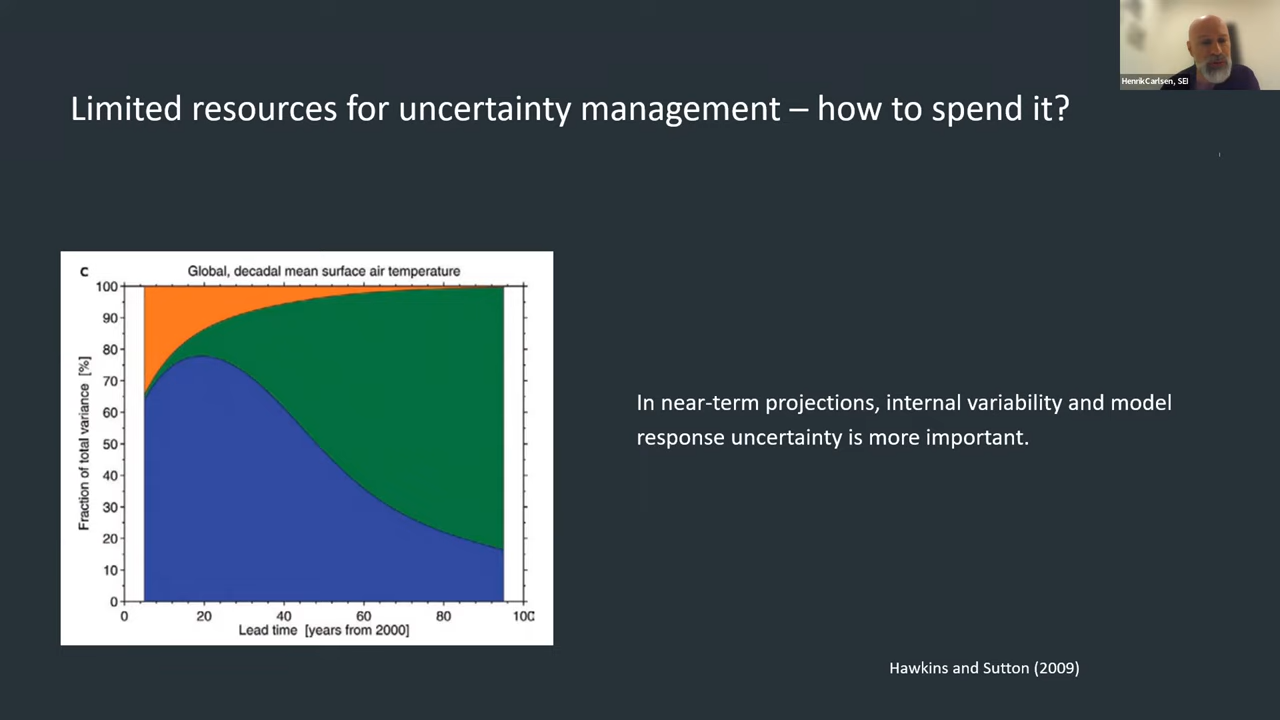 HenrikCarlsen, SEI
Limited resources for uncertainty management – how to spend it?
C
Global, decadal mean surface air temperature
Fraction of total variance [%]
100
90
80
70
60
50
40
30
20
10
0
0 20 40 60 80 100
Lead time [years from 2000]
In near-term projections, internal variability and model
response uncertainty is more important.
Hawkins and Sutton (2009)